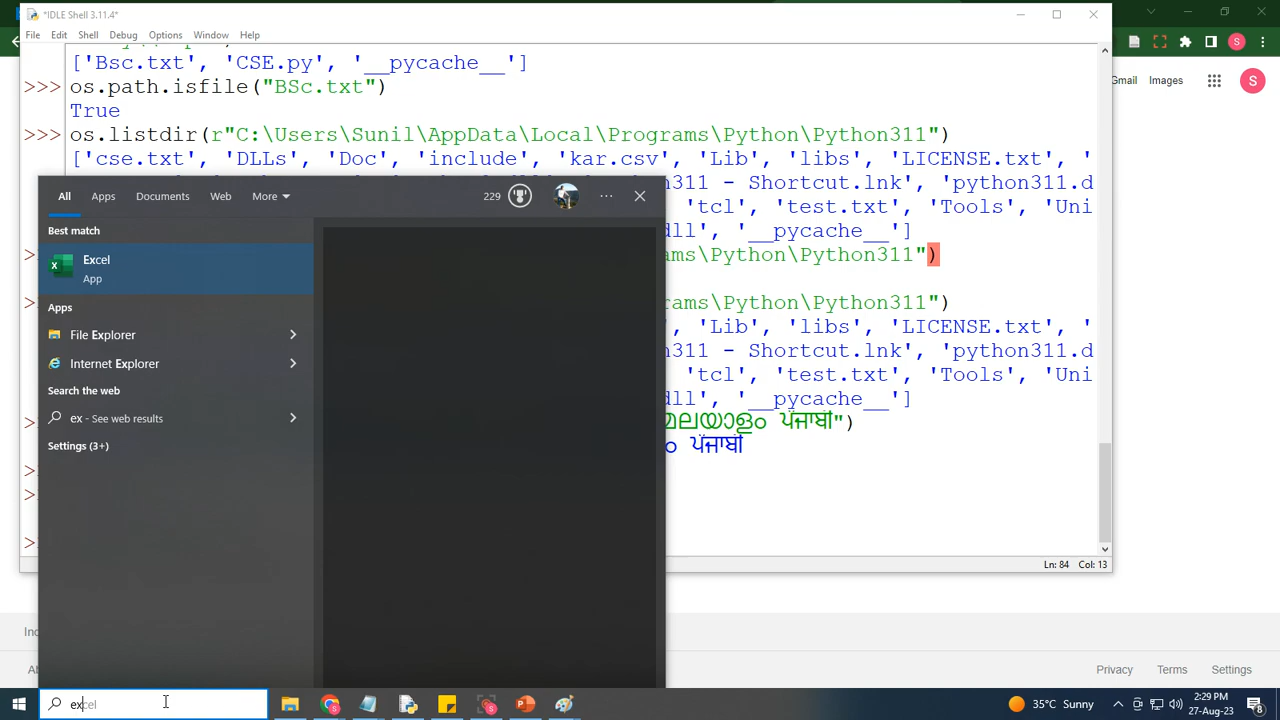 *IDLE Shell 3.11.4*
File Edit Shell Debug Options Window Help
['Bsc.txt', 'CSE.py', '__pycache__']
>>> os.path.isfile("BSc.txt")
True
>>> os.listdir(r"C:\Users\Sunil\AppData\Local\Programs\Python\Python311")
['cse.txt', 'DLLs', 'Doc', 'include', 'kar.csv', 'Lib', 'libs', 'LICENSE.txt', '
311 - Shortcut.lnk', 'python311.d
'tcl', 'test.txt', 'Tools', 'Uni
dll', '__pycache__']
ams\Python\Python311")
rams\Python\Python311")
', 'Lib', 'libs', 'LICENSE.txt', '
n311 - Shortcut.lnk', 'python311.d
'tcl', 'test.txt', 'Tools', 'Uni
dll', '__pycache__']
മലയാളം ਪੰਜਾਬੀ")
ਪੰਜਾਬੀ
Ln: 84 Col: 13
Gmail Images
S
S
All Apps Documents Web More 229 ···
Best match
Excel
App
Apps
File Explorer
Internet Explorer
Search the web
ex - See web results
Settings (3+)
Privacy Terms Settings
excel
35°C Sunny
2:29 PM
27-Aug-23
8